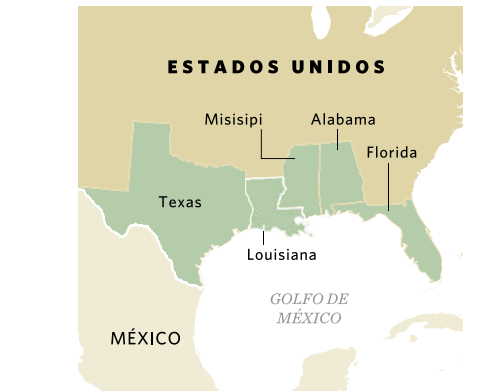 ESTADOS UNIDOS
Misisipi
Alabama
Florida
Texas
Louisiana
GOLFO DE
MÉXICO
MÉXICO